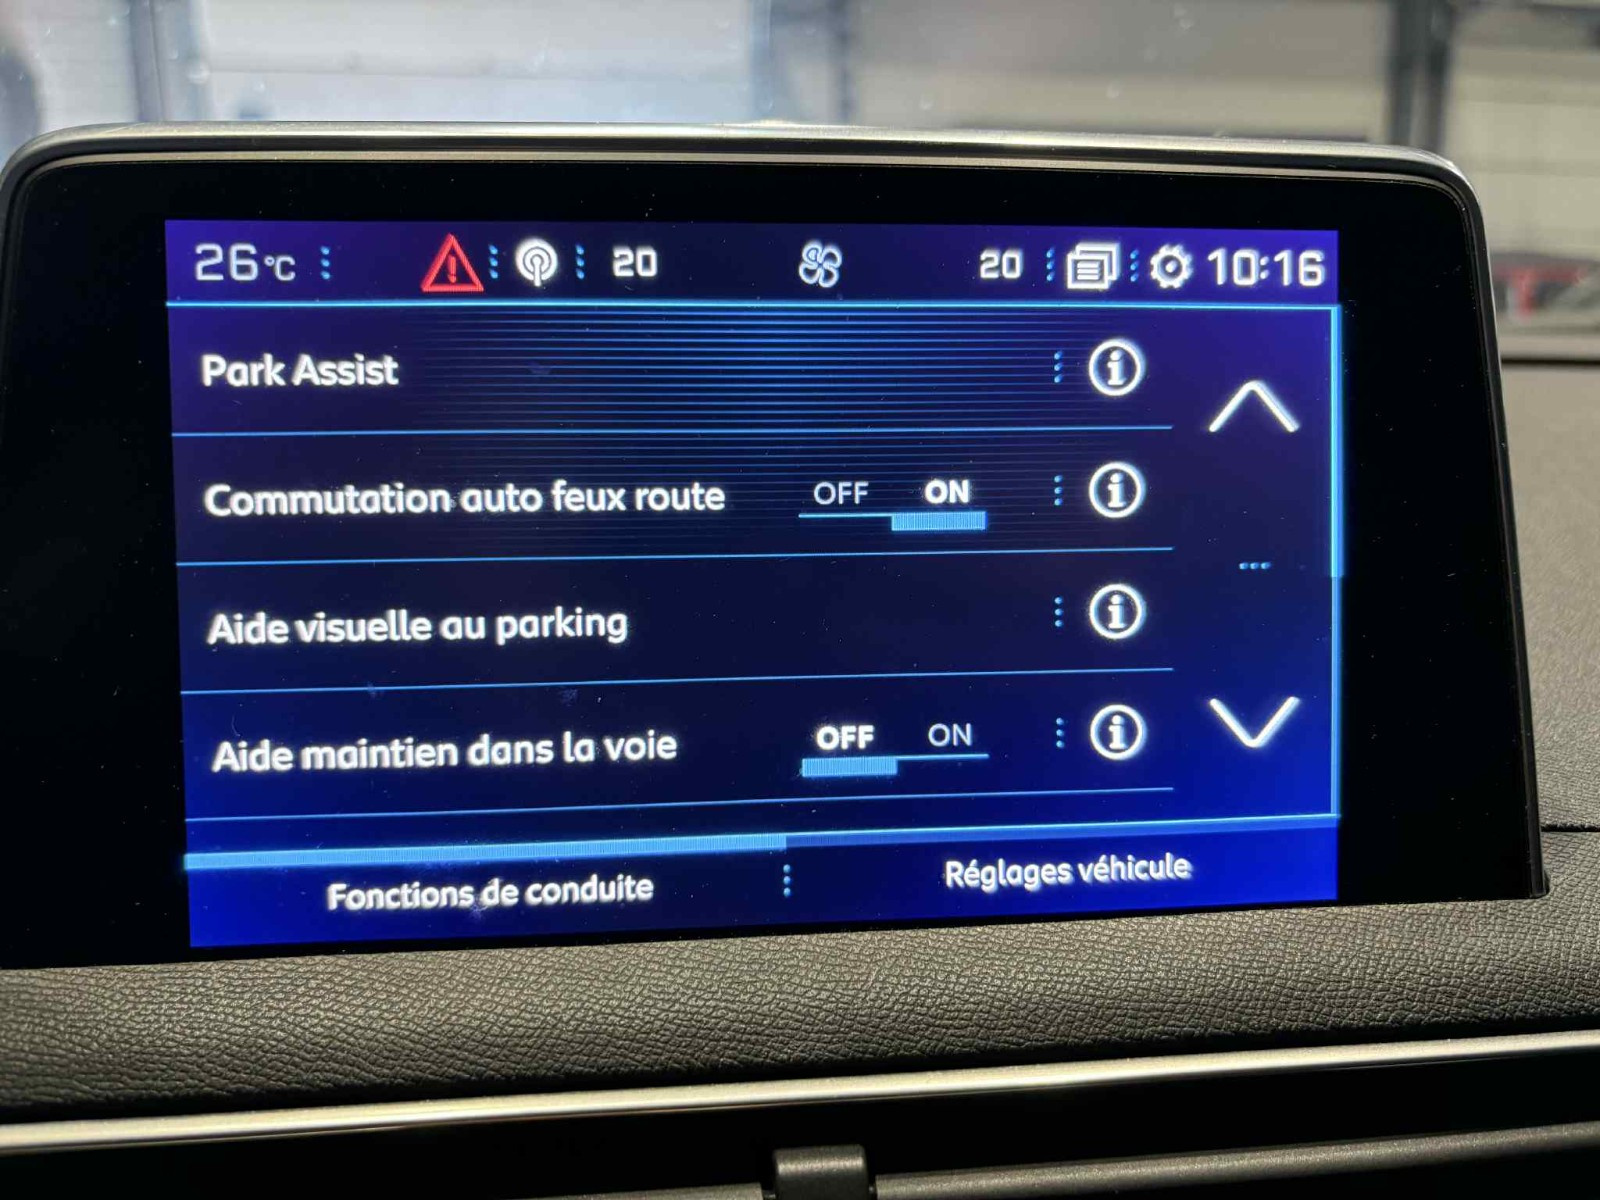 26°C 20 20 10:16
Park Assist
Commutation auto feux route OFF ON
Aide visuelle au parking
Aide maintien dans la voie OFF ON
Fonctions de conduite Réglages véhicule